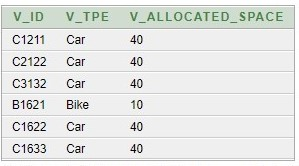 V_ID V_TPE V_ALLOCATED_SPACE
C1211 Car 40
C2122 Car 40
C3132 Car 40
B1621 Bike 10
C1622 Car 40
C1633 Car 40